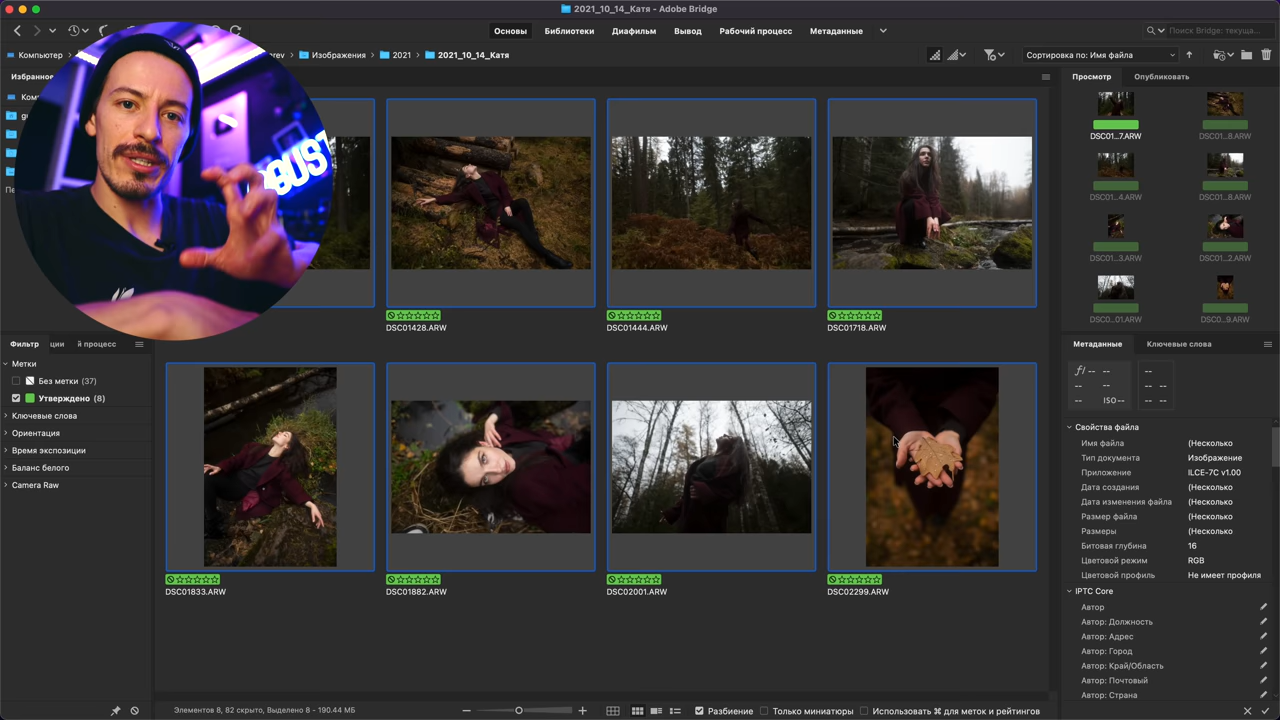 2021_10_14_Катя - Adobe Bridge
Основы Библиотеки Диафильм Вывод Рабочий процесс Метаданные
Поиск Bridge: текуща...
Компьютер
Изображения > 2021 > 2021_10_14_Катя
Сортировка по: Имя файла
Избранное
Просмотр Опубликовать
DSC01...7.ARW DSC01...8.ARW
DSC01...4.ARW DSC01...8.ARW
DSC01...3.ARW DSC01...2.ARW
DSC0...01.ARW DSC0...9.ARW
DSC01428.ARW DSC01444.ARW DSC01718.ARW
Фильтр ции й процесс
Метки
Без метки (37)
Утверждено (8)
Ключевые слова
Ориентация
Время экспозиции
Баланс белого
Camera Raw
DSC01833.ARW DSC01882.ARW DSC02001.ARW DSC02299.ARW
Метаданные Ключевые слова
ƒ/-- -- --
-- -- -- --
-- ISO-- -- --
Свойства файла
Имя файла (Несколько
Тип документа Изображение
Приложение ILCE-7C v1.00
Дата создания (Несколько
Дата изменения файла (Несколько
Размер файла (Несколько
Размеры (Несколько
Битовая глубина 16
Цветовой режим RGB
Цветовой профиль Не имеет профиля
IPTC Core
Автор
Автор: Должность
Автор: Адрес
Автор: Город
Автор: Край/Область
Автор: Почтовый
Автор: Страна
Элементов 8, 82 скрыто, Выделено 8 - 190.44 МБ
Разбиение Только миниатюры Использовать ⌘ для меток и рейтингов